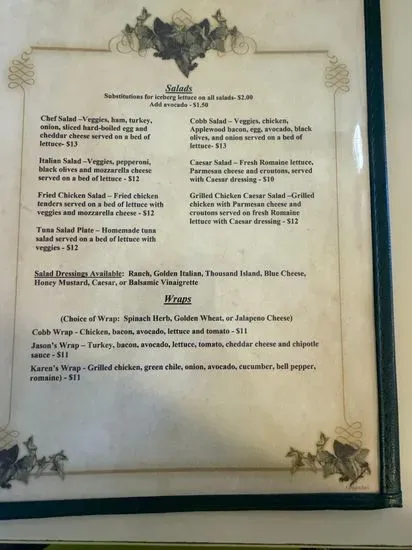 Salads
Substitutions for iceberg lettuce on all salads- $2.00
Add avocado - $1.50
Chef Salad –Veggies, ham, turkey,
onion, sliced hard-boiled egg and
cheddar cheese served on a bed of
lettuce- $13
Italian Salad –Veggies, pepperoni,
black olives and mozzarella cheese
served on a bed of lettuce - $12
Fried Chicken Salad – Fried chicken
tenders served on a bed of lettuce with
veggies and mozzarella cheese - $12
Tuna Salad Plate – Homemade tuna
salad served on a bed of lettuce with
veggies - $12
Cobb Salad – Veggies, chicken,
Applewood bacon, egg, avocado, black
olives, and onion served on a bed of
lettuce- $13
Caesar Salad – Fresh Romaine lettuce,
Parmesan cheese and croutons, served
with Caesar dressing - $10
Grilled Chicken Caesar Salad –Grilled
chicken with Parmesan cheese and
croutons served on fresh Romaine
lettuce with Caesar dressing - $12
Salad Dressings Available: Ranch, Golden Italian, Thousand Island, Blue Cheese,
Honey Mustard, Caesar, or Balsamic Vinaigrette
Wraps
(Choice of Wrap: Spinach Herb, Golden Wheat, or Jalapeno Cheese)
Cobb Wrap - Chicken, bacon, avocado, lettuce and tomato - $11
Jason's Wrap – Turkey, bacon, avocado, lettuce, tomato, cheddar cheese and chipotle
sauce - $11
Karen's Wrap - Grilled chicken, green chile, onion, avocado, cucumber, bell pepper,
romaine) - $11